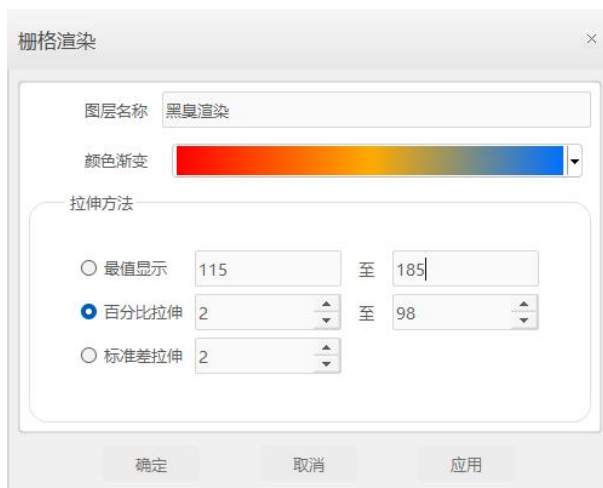 栅格渲染
图层名称 黑臭渲染
颜色渐变
拉伸方法
最值显示 115 至 185
百分比拉伸 2 至 98
标准差拉伸 2
确定 取消 应用